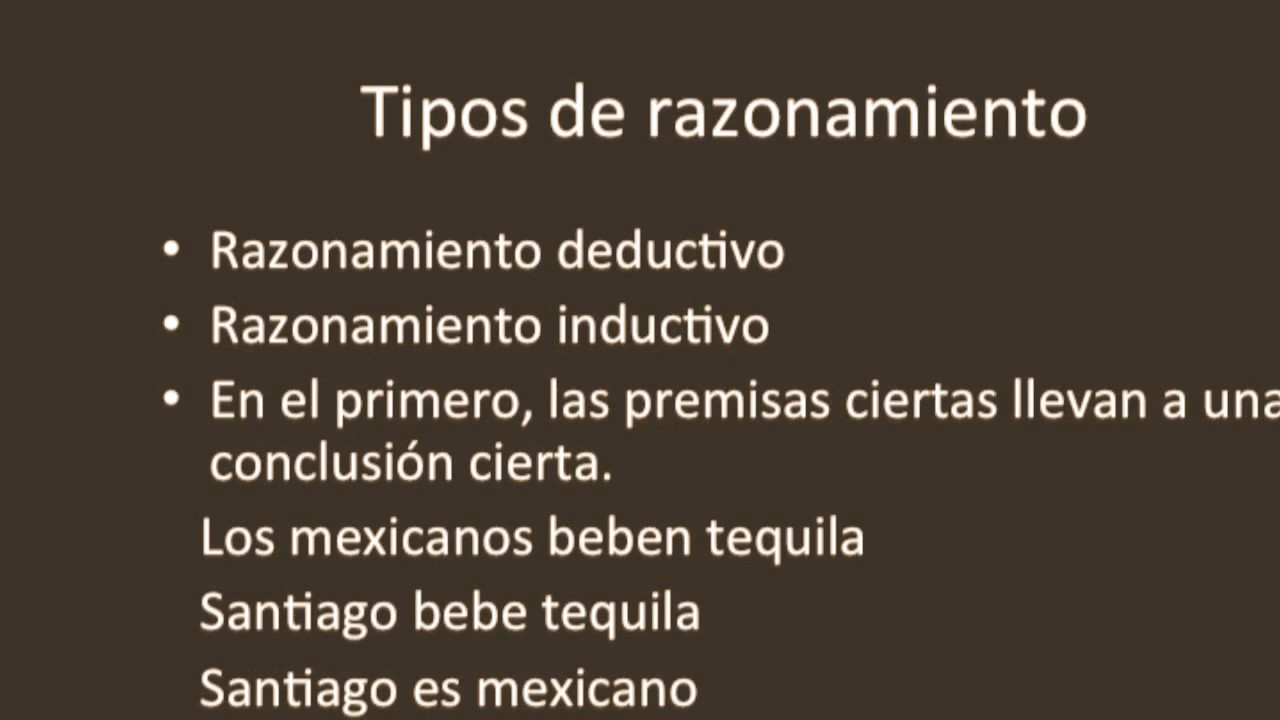 Tipos de razonamiento
• Razonamiento deductivo
• Razonamiento inductivo
• En el primero, las premisas ciertas llevan a una
conclusión cierta.
Los mexicanos beben tequila
Santiago bebe tequila
Santiago es mexicano